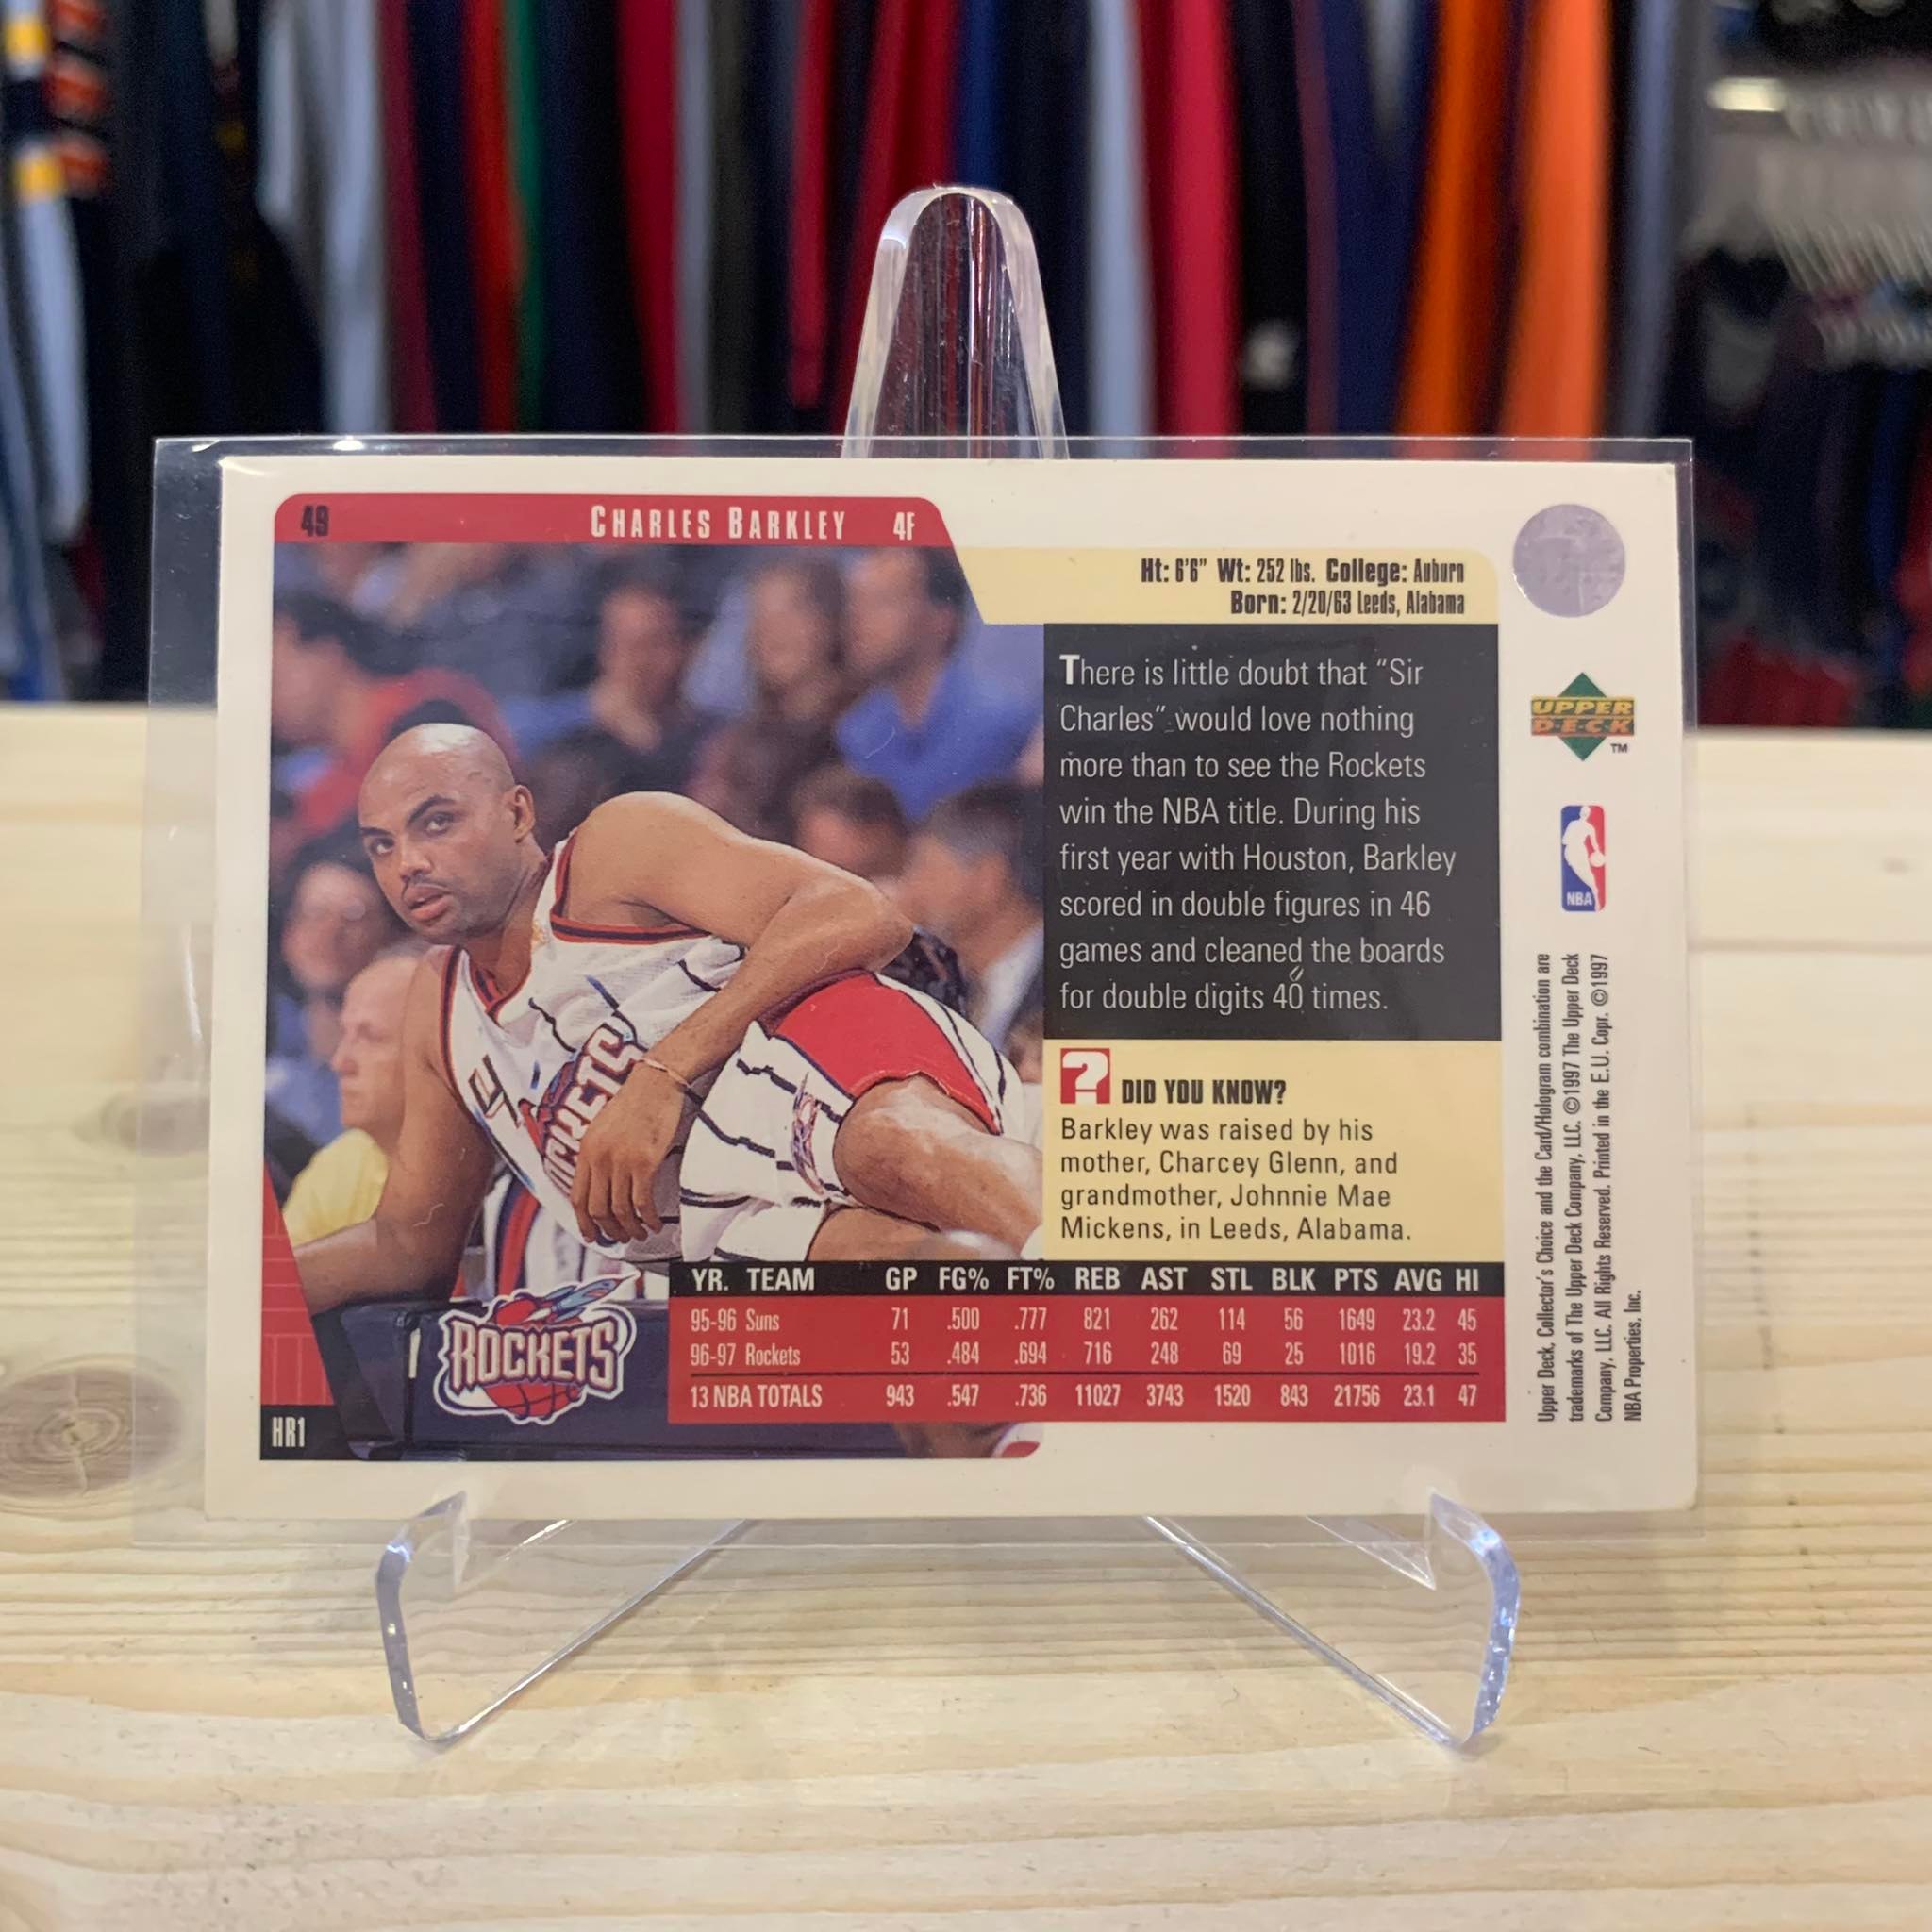 49 CHARLES BARKLEY 4F
Ht: 6'6" Wt: 252 lbs. College: Auburn
Born: 2/20/63 Leeds, Alabama
There is little doubt that “Sir
Charles” would love nothing
more than to see the Rockets
win the NBA title. During his
first year with Houston, Barkley
scored in double figures in 46
games and cleaned the boards
for double digits 40 times.
? DID YOU KNOW?
Barkley was raised by his
mother, Charcey Glenn, and
grandmother, Johnnie Mae
Mickens, in Leeds, Alabama.
YR. TEAM GP FG% FT% REB AST STL BLK PTS AVG HI
95-96 Suns 71 .500 .777 821 262 114 56 1649 23.2 45
96-97 Rockets 53 .484 .694 716 248 69 25 1016 19.2 35
13 NBA TOTALS 943 .547 .736 11027 3743 1520 843 21756 23.1 47
ROCKETS
ROCKETS
HR1
UPPER
DECK
TM
NBA
Upper Deck, Collector's Choice and the Card/Hologram combination are
trademarks of The Upper Deck Company, LLC. ©1997 The Upper Deck
Company, LLC. All Rights Reserved. Printed in the E.U. Copr. ©1997
NBA Properties, Inc.